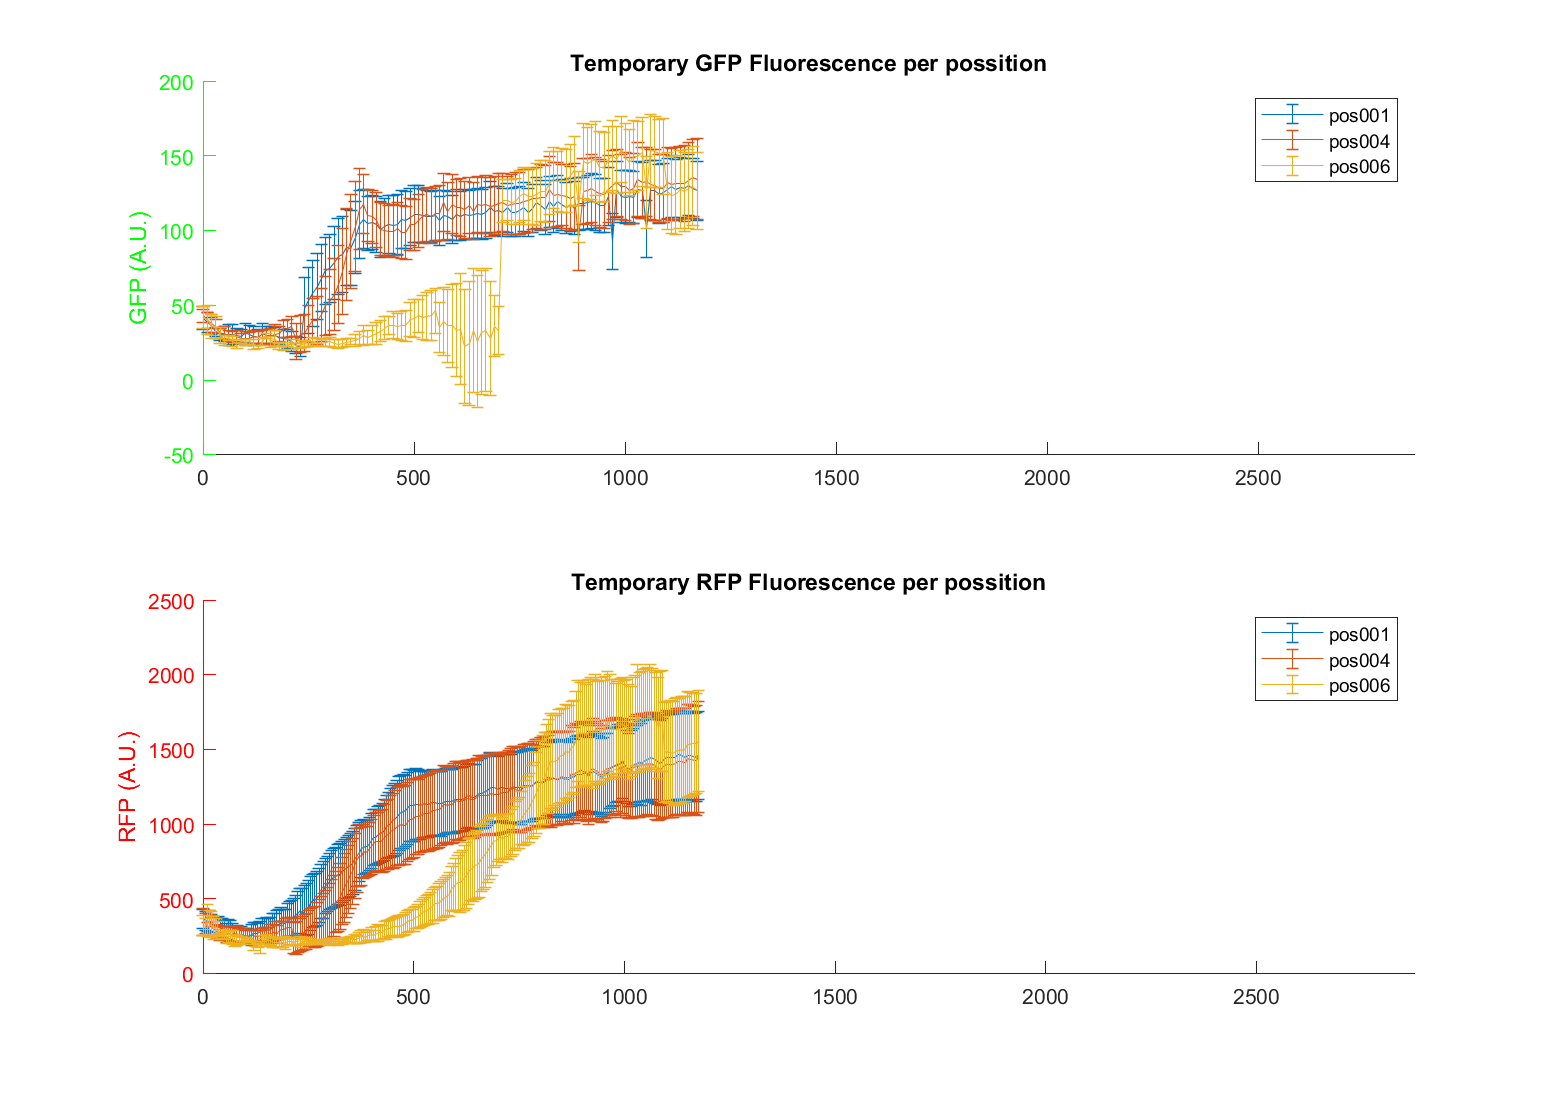 Temporary GFP Fluorescence per possition
200
150
100
50
0
-50
GFP (A.U.)
0 500 1000 1500 2000 2500
pos001
pos004
pos006
Temporary RFP Fluorescence per possition
2500
2000
1500
1000
500
0
RFP (A.U.)
0 500 1000 1500 2000 2500
pos001
pos004
pos006